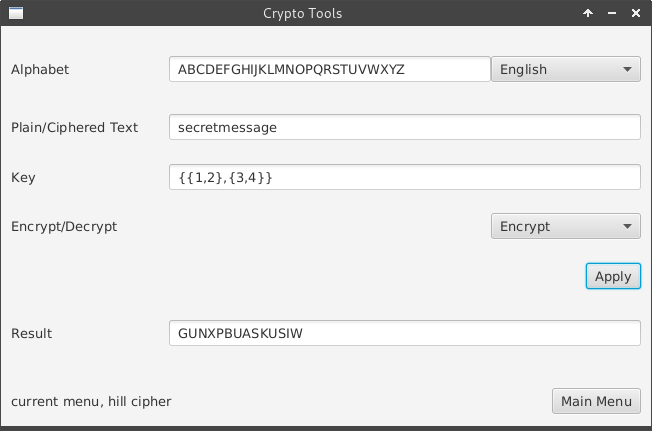 Crypto Tools
Alphabet ABCDEFGHIJKLMNOPQRSTUVWXYZ English
Plain/Ciphered Text secretmessage
Key {{1,2},{3,4}}
Encrypt/Decrypt Encrypt
Apply
Result GUNXPBUASKUSIW
current menu, hill cipher Main Menu